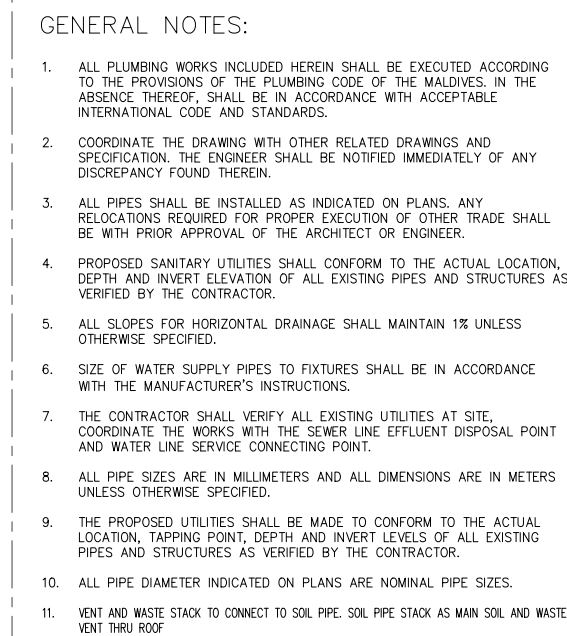 GENERAL NOTES:
1. ALL PLUMBING WORKS INCLUDED HEREIN SHALL BE EXECUTED ACCORDING
TO THE PROVISIONS OF THE PLUMBING CODE OF THE MALDIVES. IN THE
ABSENCE THEREOF, SHALL BE IN ACCORDANCE WITH ACCEPTABLE
INTERNATIONAL CODE AND STANDARDS.
2. COORDINATE THE DRAWING WITH OTHER RELATED DRAWINGS AND
SPECIFICATION. THE ENGINEER SHALL BE NOTIFIED IMMEDIATELY OF ANY
DISCREPANCY FOUND THEREIN.
3. ALL PIPES SHALL BE INSTALLED AS INDICATED ON PLANS. ANY
RELOCATIONS REQUIRED FOR PROPER EXECUTION OF OTHER TRADE SHALL
BE WITH PRIOR APPROVAL OF THE ARCHITECT OR ENGINEER.
4. PROPOSED SANITARY UTILITIES SHALL CONFORM TO THE ACTUAL LOCATION,
DEPTH AND INVERT ELEVATION OF ALL EXISTING PIPES AND STRUCTURES AS
VERIFIED BY THE CONTRACTOR.
5. ALL SLOPES FOR HORIZONTAL DRAINAGE SHALL MAINTAIN 1% UNLESS
OTHERWISE SPECIFIED.
6. SIZE OF WATER SUPPLY PIPES TO FIXTURES SHALL BE IN ACCORDANCE
WITH THE MANUFACTURER'S INSTRUCTIONS.
7. THE CONTRACTOR SHALL VERIFY ALL EXISTING UTILITIES AT SITE,
COORDINATE THE WORKS WITH THE SEWER LINE EFFLUENT DISPOSAL POINT
AND WATER LINE SERVICE CONNECTING POINT.
8. ALL PIPE SIZES ARE IN MILLIMETERS AND ALL DIMENSIONS ARE IN METERS
UNLESS OTHERWISE SPECIFIED.
9. THE PROPOSED UTILITIES SHALL BE MADE TO CONFORM TO THE ACTUAL
LOCATION, TAPPING POINT, DEPTH AND INVERT LEVELS OF ALL EXISTING
PIPES AND STRUCTURES AS VERIFIED BY THE CONTRACTOR.
10. ALL PIPE DIAMETER INDICATED ON PLANS ARE NOMINAL PIPE SIZES.
11. VENT AND WASTE STACK TO CONNECT TO SOIL PIPE. SOIL PIPE STACK AS MAIN SOIL AND WASTE
VENT THRU ROOF